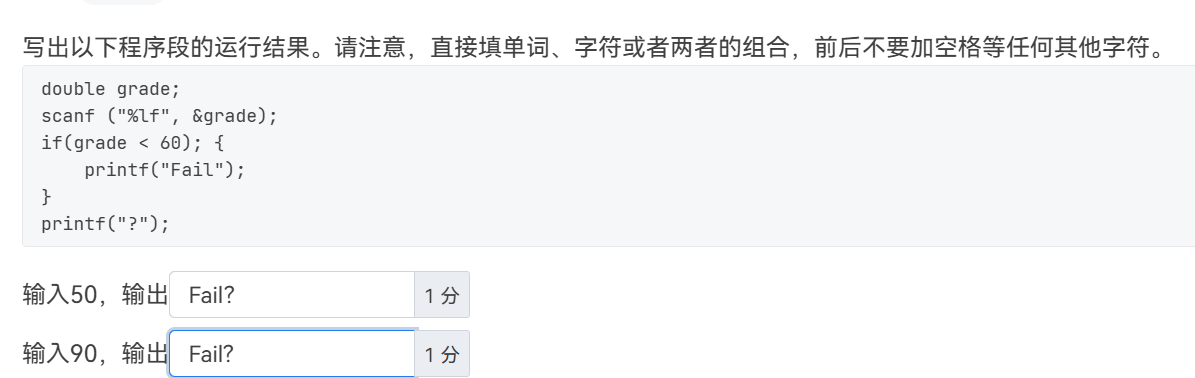 写出以下程序段的运行结果。请注意，直接填单词、字符或者两者的组合，前后不要加空格等任何其他字符。
double grade;
scanf ("%lf", &grade);
if(grade < 60); {
    printf("Fail");
}
printf("?");
输入50，输出 Fail? 1 分
输入90，输出 Fail? 1 分